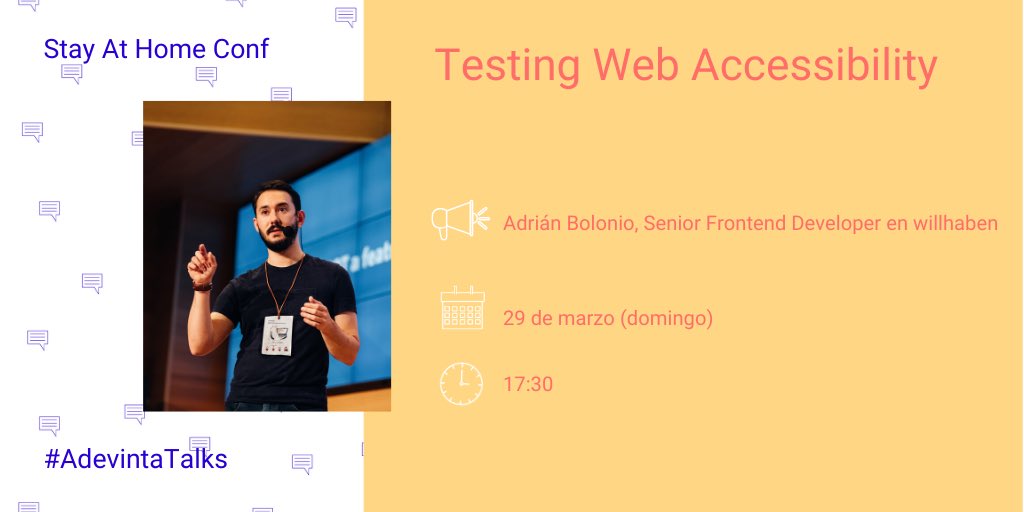 Stay At Home Conf
Testing Web Accessibility
Adrián Bolonio, Senior Frontend Developer en willhaben
29 de marzo (domingo)
17:30
#AdevintaTalks